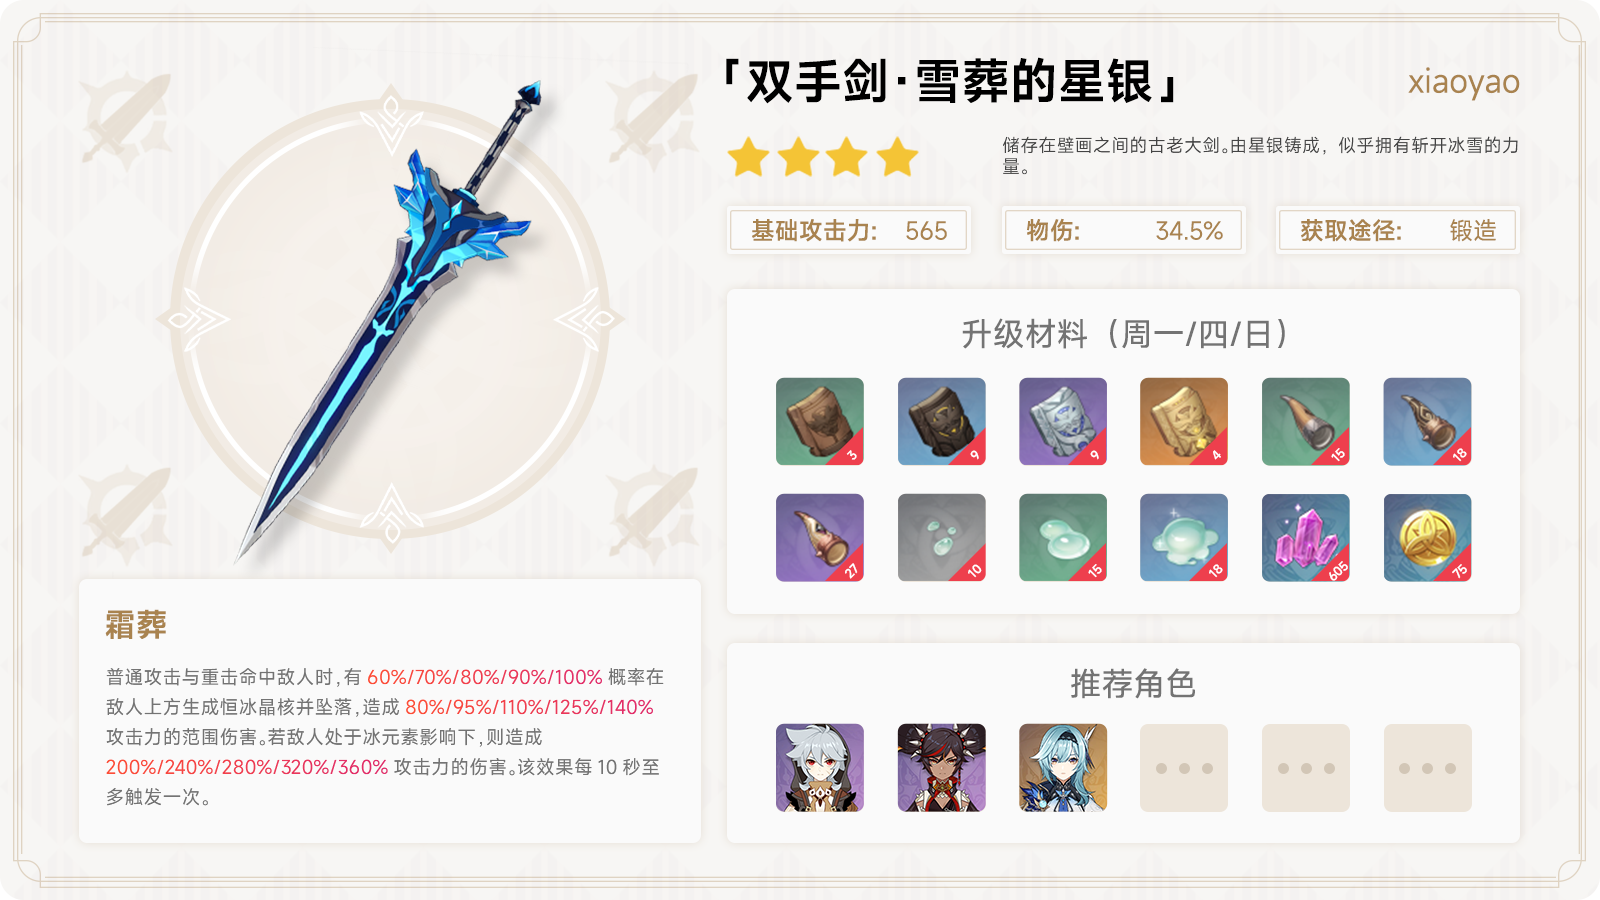 「双手剑·雪葬的星银」
xiaoyao
储存在壁画之间的古老大剑。由星银铸成，似乎拥有斩开冰雪的力
量。
基础攻击力: 565
物伤: 34.5%
获取途径: 锻造
升级材料（周一/四/日）
3 9 9 4 15 18
27 10 15 18 605 75
霜葬
普通攻击与重击命中敌人时,有 60%/70%/80%/90%/100% 概率在
敌人上方生成恒冰晶核并坠落,造成 80%/95%/110%/125%/140%
攻击力的范围伤害。若敌人处于冰元素影响下,则造成
200%/240%/280%/320%/360% 攻击力的伤害。该效果每 10 秒至
多触发一次。
推荐角色